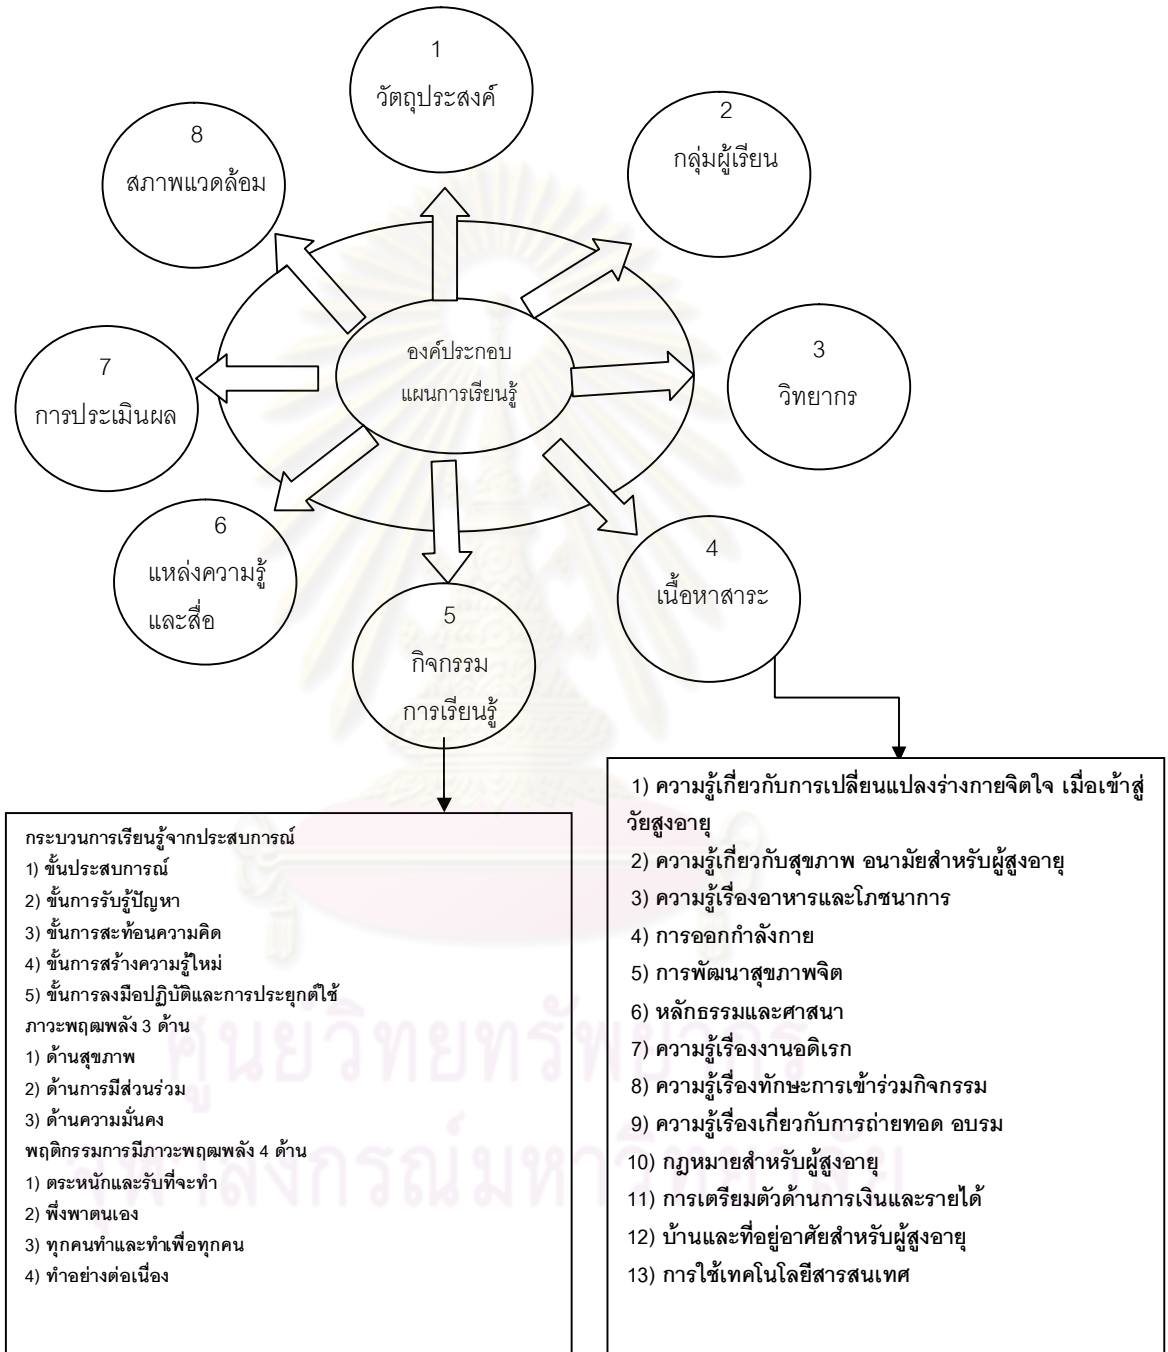 1
วัตถุประสงค์
2
กลุ่มผู้เรียน
3
วิทยากร
4
เนื้อหาสาระ
5
กิจกรรม
การเรียนรู้
6
แหล่งความรู้
และสื่อ
7
การประเมินผล
8
สภาพแวดล้อม
องค์ประกอบ
แผนการเรียนรู้
กระบวนการเรียนรู้จากประสบการณ์
1) ขั้นประสบการณ์
2) ขั้นการรับรู้ปัญหา
3) ขั้นการสะท้อนความคิด
4) ขั้นการสร้างความรู้ใหม่
5) ขั้นการลงมือปฏิบัติและการประยุกต์ใช้
ภาวะพฤฒพลัง 3 ด้าน
1) ด้านสุขภาพ
2) ด้านการมีส่วนร่วม
3) ด้านความมั่นคง
พฤติกรรมการมีภาวะพฤฒพลัง 4 ด้าน
1) ตระหนักและรับที่จะทำ
2) พึ่งพาตนเอง
3) ทุกคนทำและทำเพื่อทุกคน
4) ทำอย่างต่อเนื่อง
1) ความรู้เกี่ยวกับการเปลี่ยนแปลงร่างกายจิตใจ เมื่อเข้าสู่
วัยสูงอายุ
2) ความรู้เกี่ยวกับสุขภาพ อนามัยสำหรับผู้สูงอายุ
3) ความรู้เรื่องอาหารและโภชนาการ
4) การออกกำลังกาย
5) การพัฒนาสุขภาพจิต
6) หลักธรรมและศาสนา
7) ความรู้เรื่องงานอดิเรก
8) ความรู้เรื่องทักษะการเข้าร่วมกิจกรรม
9) ความรู้เรื่องเกี่ยวกับการถ่ายทอด อบรม
10) กฎหมายสำหรับผู้สูงอายุ
11) การเตรียมตัวด้านการเงินและรายได้
12) บ้านและที่อยู่อาศัยสำหรับผู้สูงอายุ
13) การใช้เทคโนโลยีสารสนเทศ
ศูนย์วิทยทรัพยากร
จุฬาลงกรณ์มหาวิทยาลัย